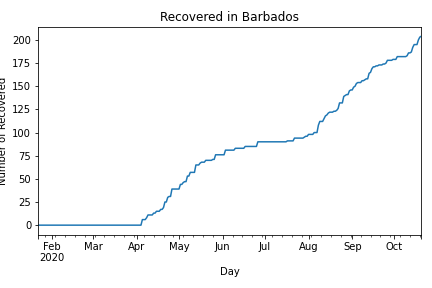 Recovered in Barbados
Number of Recovered
200
175
150
125
100
75
50
25
0
Feb Mar Apr May Jun Jul Aug Sep Oct
2020
Day